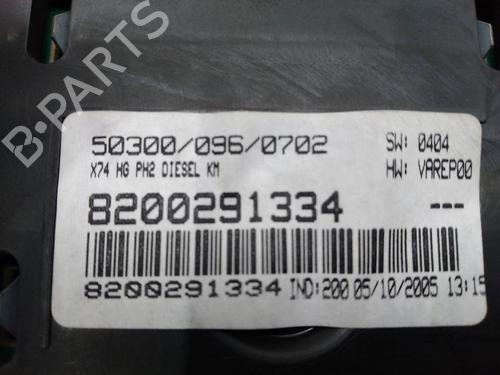 50300/096/0702
SW: 0404
X74 HG PH2 DIESEL KM
HW: VAREP00
8200291334
---
8200291334 IND:200 05/10/2005 13:15
B-PARTS